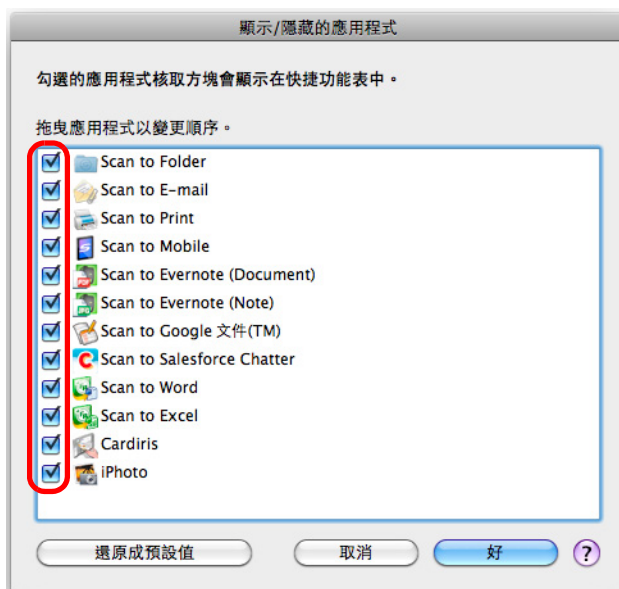 顯示/隱藏的應用程式
勾選的應用程式核取方塊會顯示在快捷功能表中。
拖曳應用程式以變更順序。
Scan to Folder
Scan to E-mail
Scan to Print
Scan to Mobile
Scan to Evernote (Document)
Scan to Evernote (Note)
Scan to Google 文件(TM)
Scan to Salesforce Chatter
Scan to Word
Scan to Excel
Cardiris
iPhoto
還原成預設值 取消 好 ?